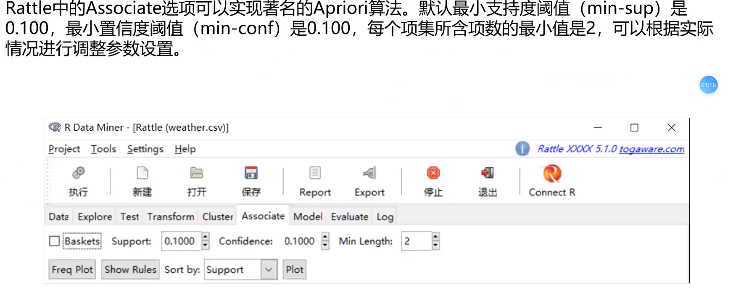 Rattle中的Associate选项可以实现著名的Apriori算法。默认最小支持度阈值（min-sup）是
0.100，最小置信度阈值（min-conf）是0.100，每个项集所含项数的最小值是2，可以根据实际
情况进行调整参数设置。
01:15
R Data Miner - [Rattle (weather.csv)]
Project Tools Settings Help Rattle XXXX 5.1.0 togaware.com
执行 新建 打开 保存 Report Export 停止 退出 Connect R
Data Explore Test Transform Cluster Associate Model Evaluate Log
Baskets Support: 0.1000 Confidence: 0.1000 Min Length: 2
Freq Plot Show Rules Sort by: Support Plot